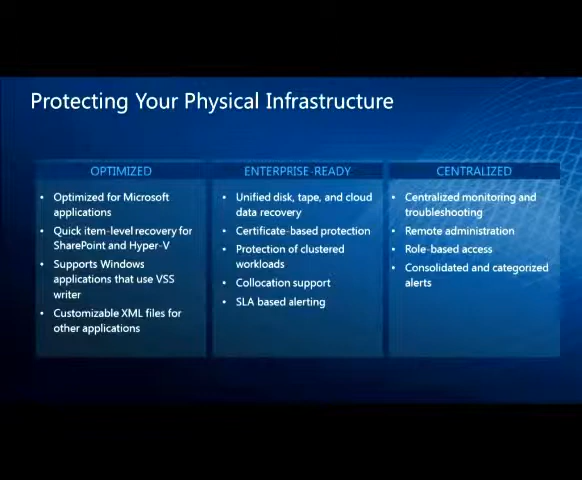 Protecting Your Physical Infrastructure
OPTIMIZED
• Optimized for Microsoft
applications
• Quick item-level recovery for
SharePoint and Hyper-V
• Supports Windows
applications that use VSS
writer
• Customizable XML files for
other applications
ENTERPRISE-READY
• Unified disk, tape, and cloud
data recovery
• Certificate-based protection
• Protection of clustered
workloads
• Collocation support
• SLA based alerting
CENTRALIZED
• Centralized monitoring and
troubleshooting
• Remote administration
• Role-based access
• Consolidated and categorized
alerts